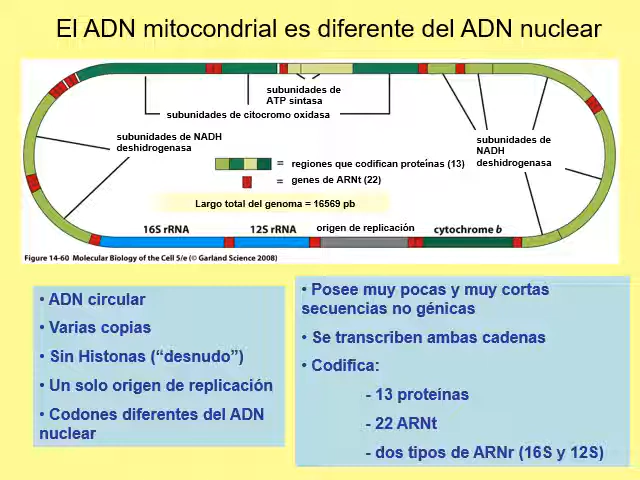 El ADN mitocondrial es diferente del ADN nuclear
subunidades de
ATP sintasa
subunidades de citocromo oxidasa
subunidades de NADH
deshidrogenasa
subunidades de
NADH
deshidrogenasa
= regiones que codifican proteínas (13)
= genes de ARNt (22)
Largo total del genoma = 16569 pb
16S rRNA
12S rRNA
origen de replicación
cytochrome b
Figure 14-60 Molecular Biology of the Cell 5/e (© Garland Science 2008)
• ADN circular
• Varias copias
• Sin Histonas (“desnudo”)
• Un solo origen de replicación
• Codones diferentes del ADN
nuclear
• Posee muy pocas y muy cortas
secuencias no génicas
• Se transcriben ambas cadenas
• Codifica:
- 13 proteínas
- 22 ARNt
- dos tipos de ARNr (16S y 12S)